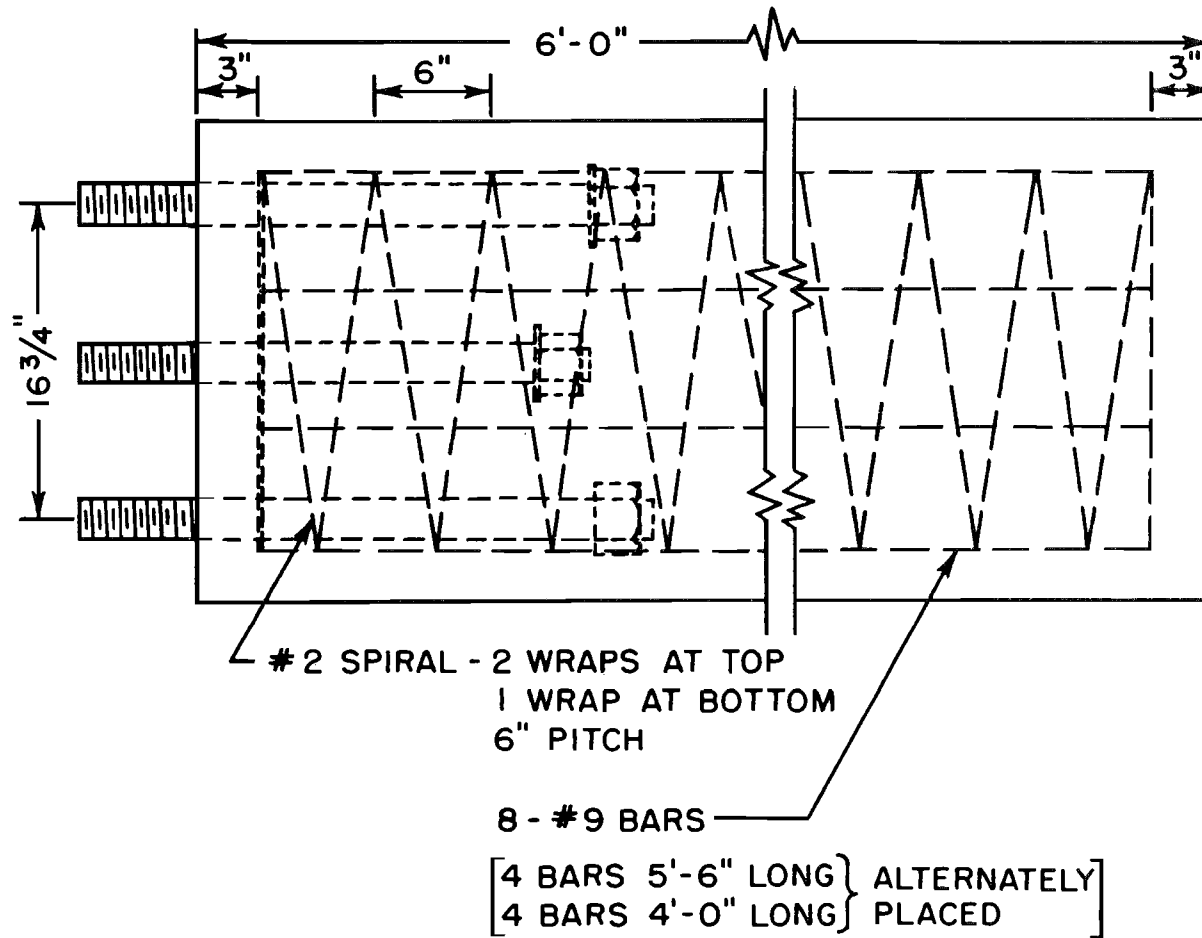 6'-0"
3" 6" 3"
16 3/4"
#2 SPIRAL - 2 WRAPS AT TOP
1 WRAP AT BOTTOM
6" PITCH
8 - #9 BARS
[4 BARS 5'-6" LONG} ALTERNATELY]
[4 BARS 4'-0" LONG} PLACED]